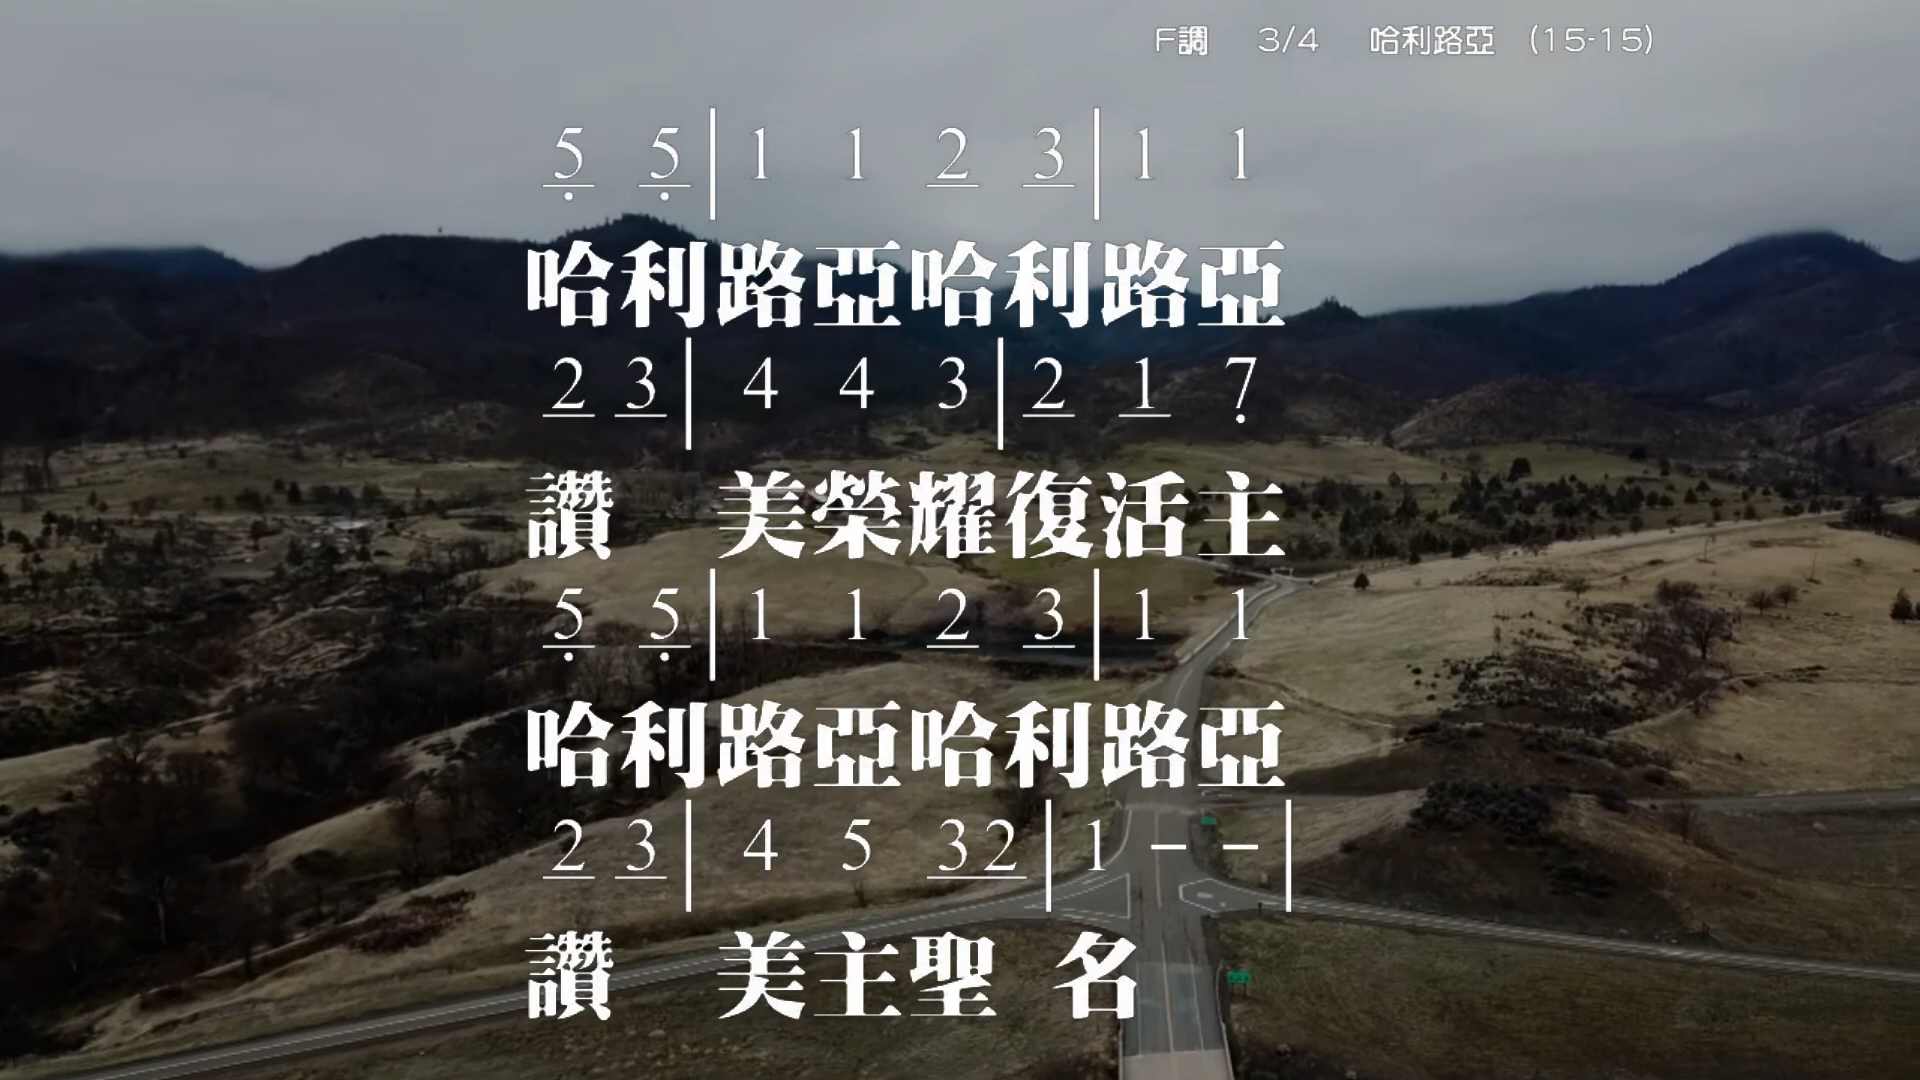 F調 3/4 哈利路亞 (15-15)
5 5 | 1 1 2 3 | 1 1
哈利路亞哈利路亞
2 3 | 4 4 3 | 2 1 7
讚 美榮耀復活主
5 5 | 1 1 2 3 | 1 1
哈利路亞哈利路亞
2 3 | 4 5 32 | 1 - - |
讚 美主聖 名